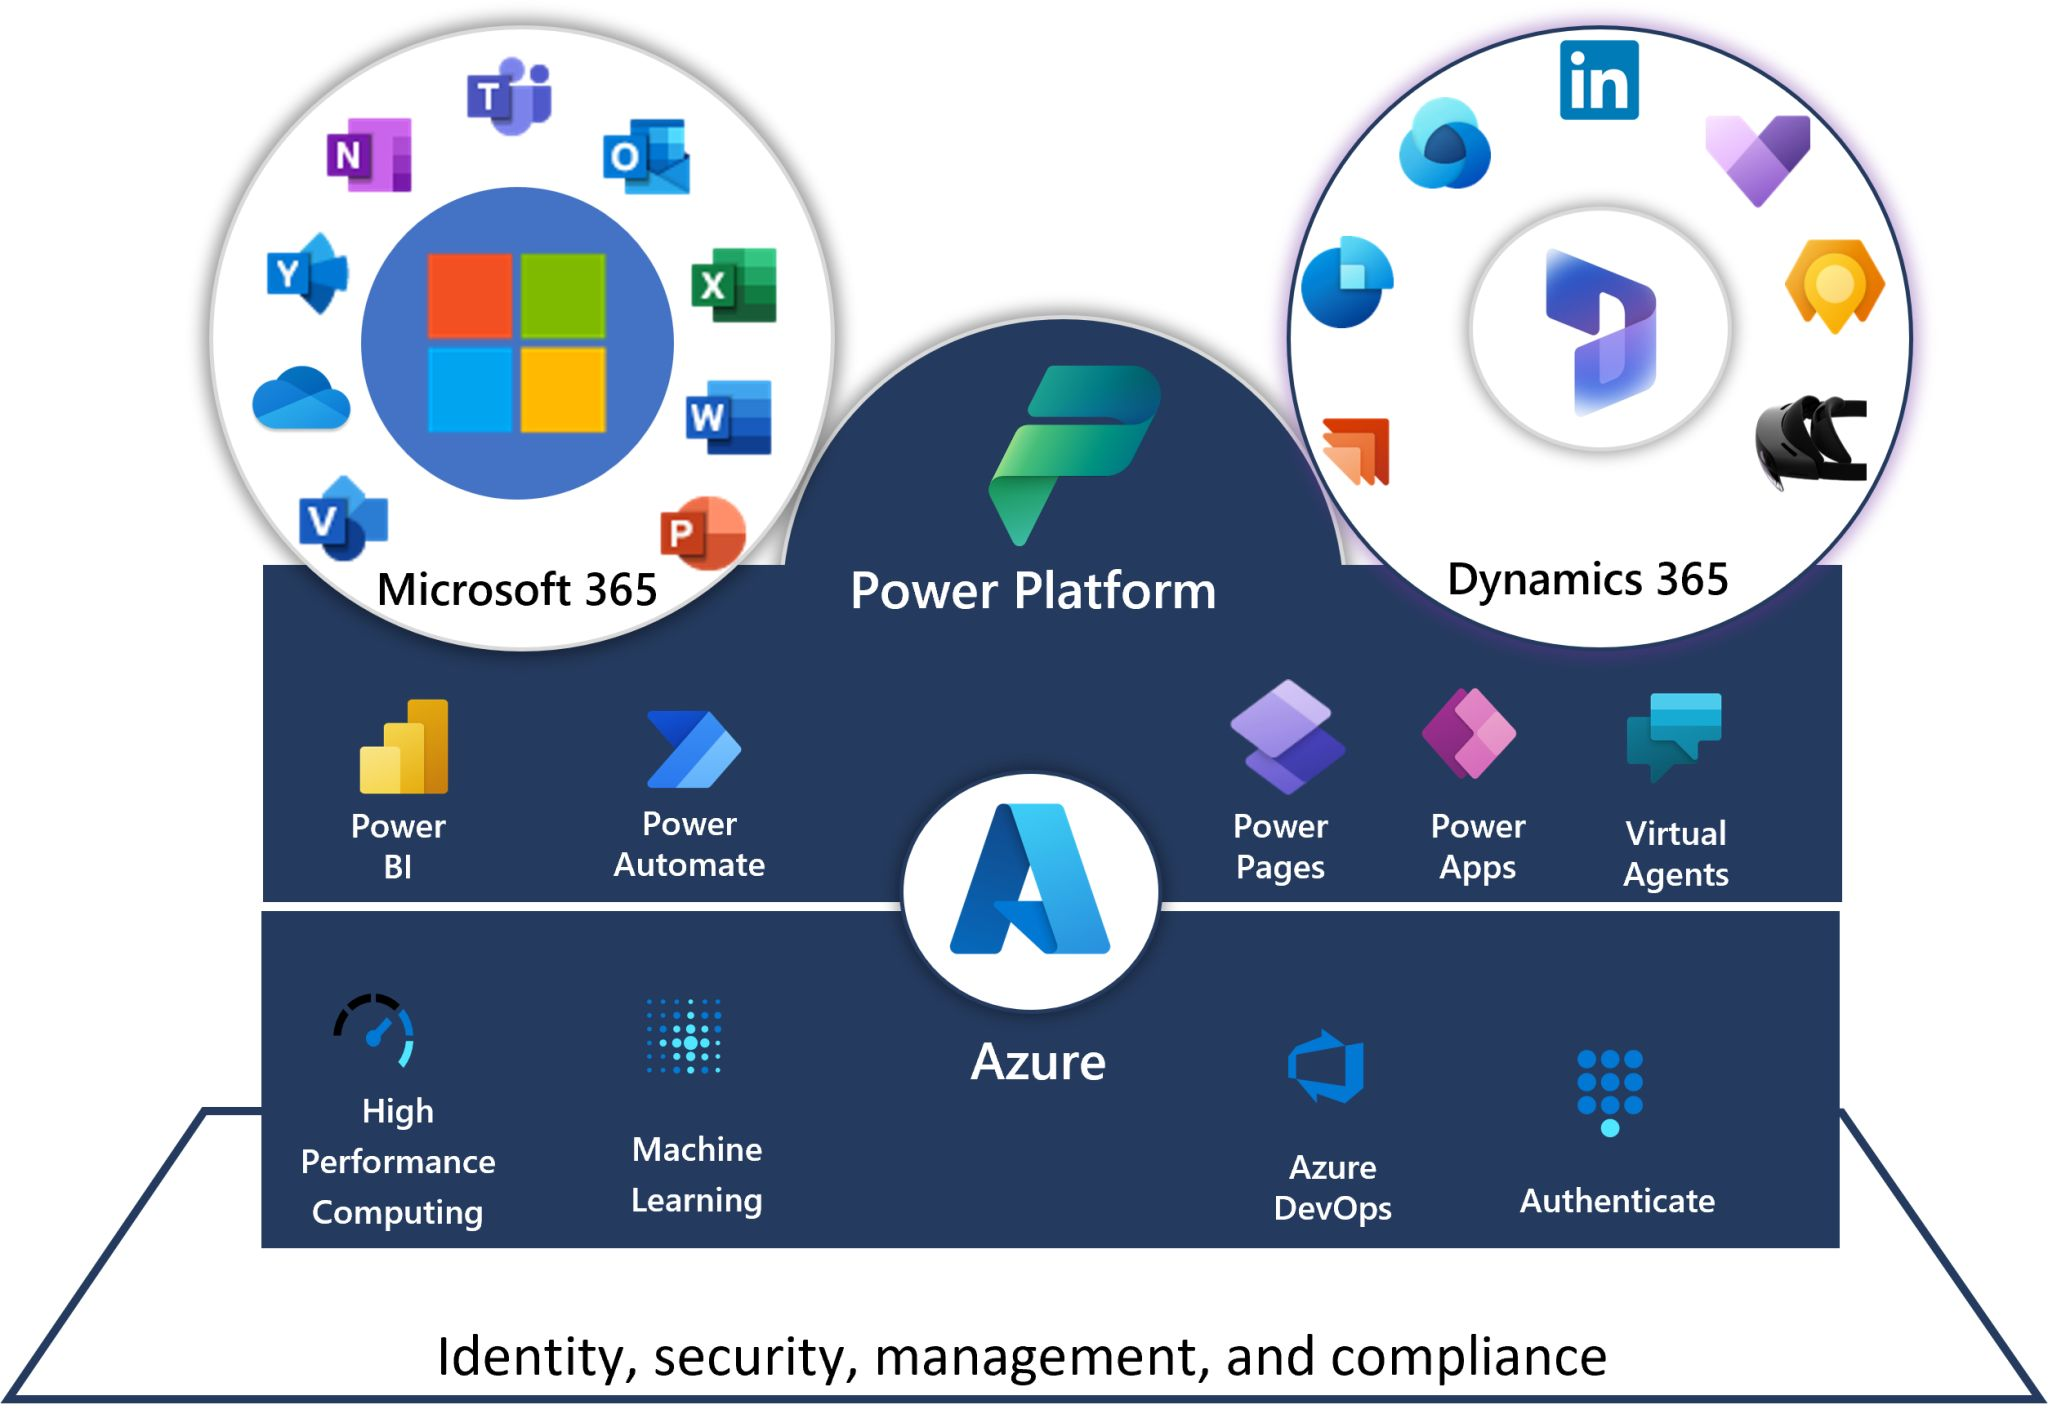 T
N
O
Y
X
W
V
P
Microsoft 365
in
Dynamics 365
Power Platform
Power
BI
Power
Automate
Power
Pages
Power
Apps
Virtual
Agents
Azure
High
Performance
Computing
Machine
Learning
Azure
DevOps
Authenticate
Identity, security, management, and compliance